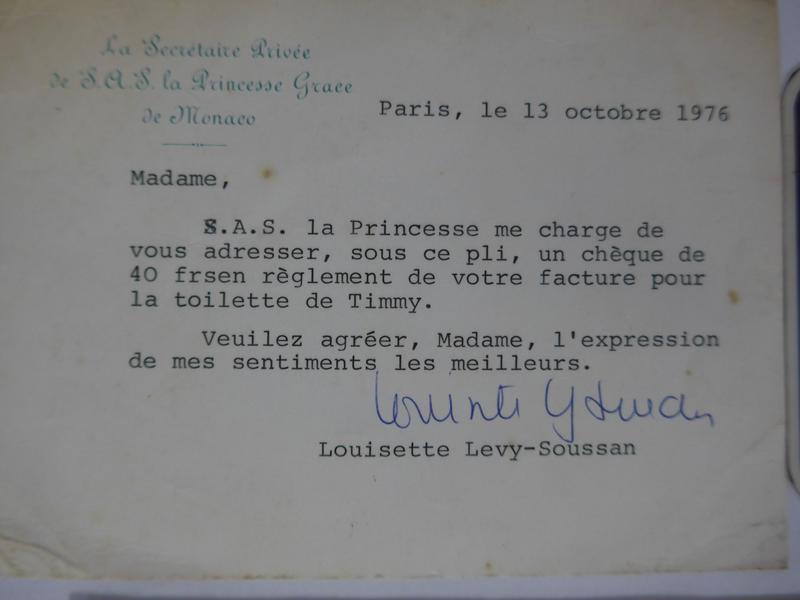 La Secrétaire Privée
de S.A.S. la Princesse Grace
de Monaco
Paris, le 13 octobre 1976
Madame,
S.A.S. la Princesse me charge de
vous adresser, sous ce pli, un chèque de
40 frsen règlement de votre facture pour
la toilette de Timmy.
Veuilez agréer, Madame, l'expression
de mes sentiments les meilleurs.
Louisette Levy-Soussan